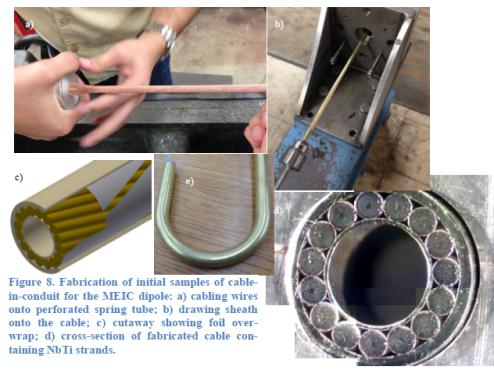 a)
b)
c)
e)
d)
Figure 8. Fabrication of initial samples of cable-
in-conduit for the MEIC dipole: a) cabling wires
onto perforated spring tube; b) drawing sheath
onto the cable; c) cutaway showing foil over-
wrap; d) cross-section of fabricated cable con-
taining NbTi strands.